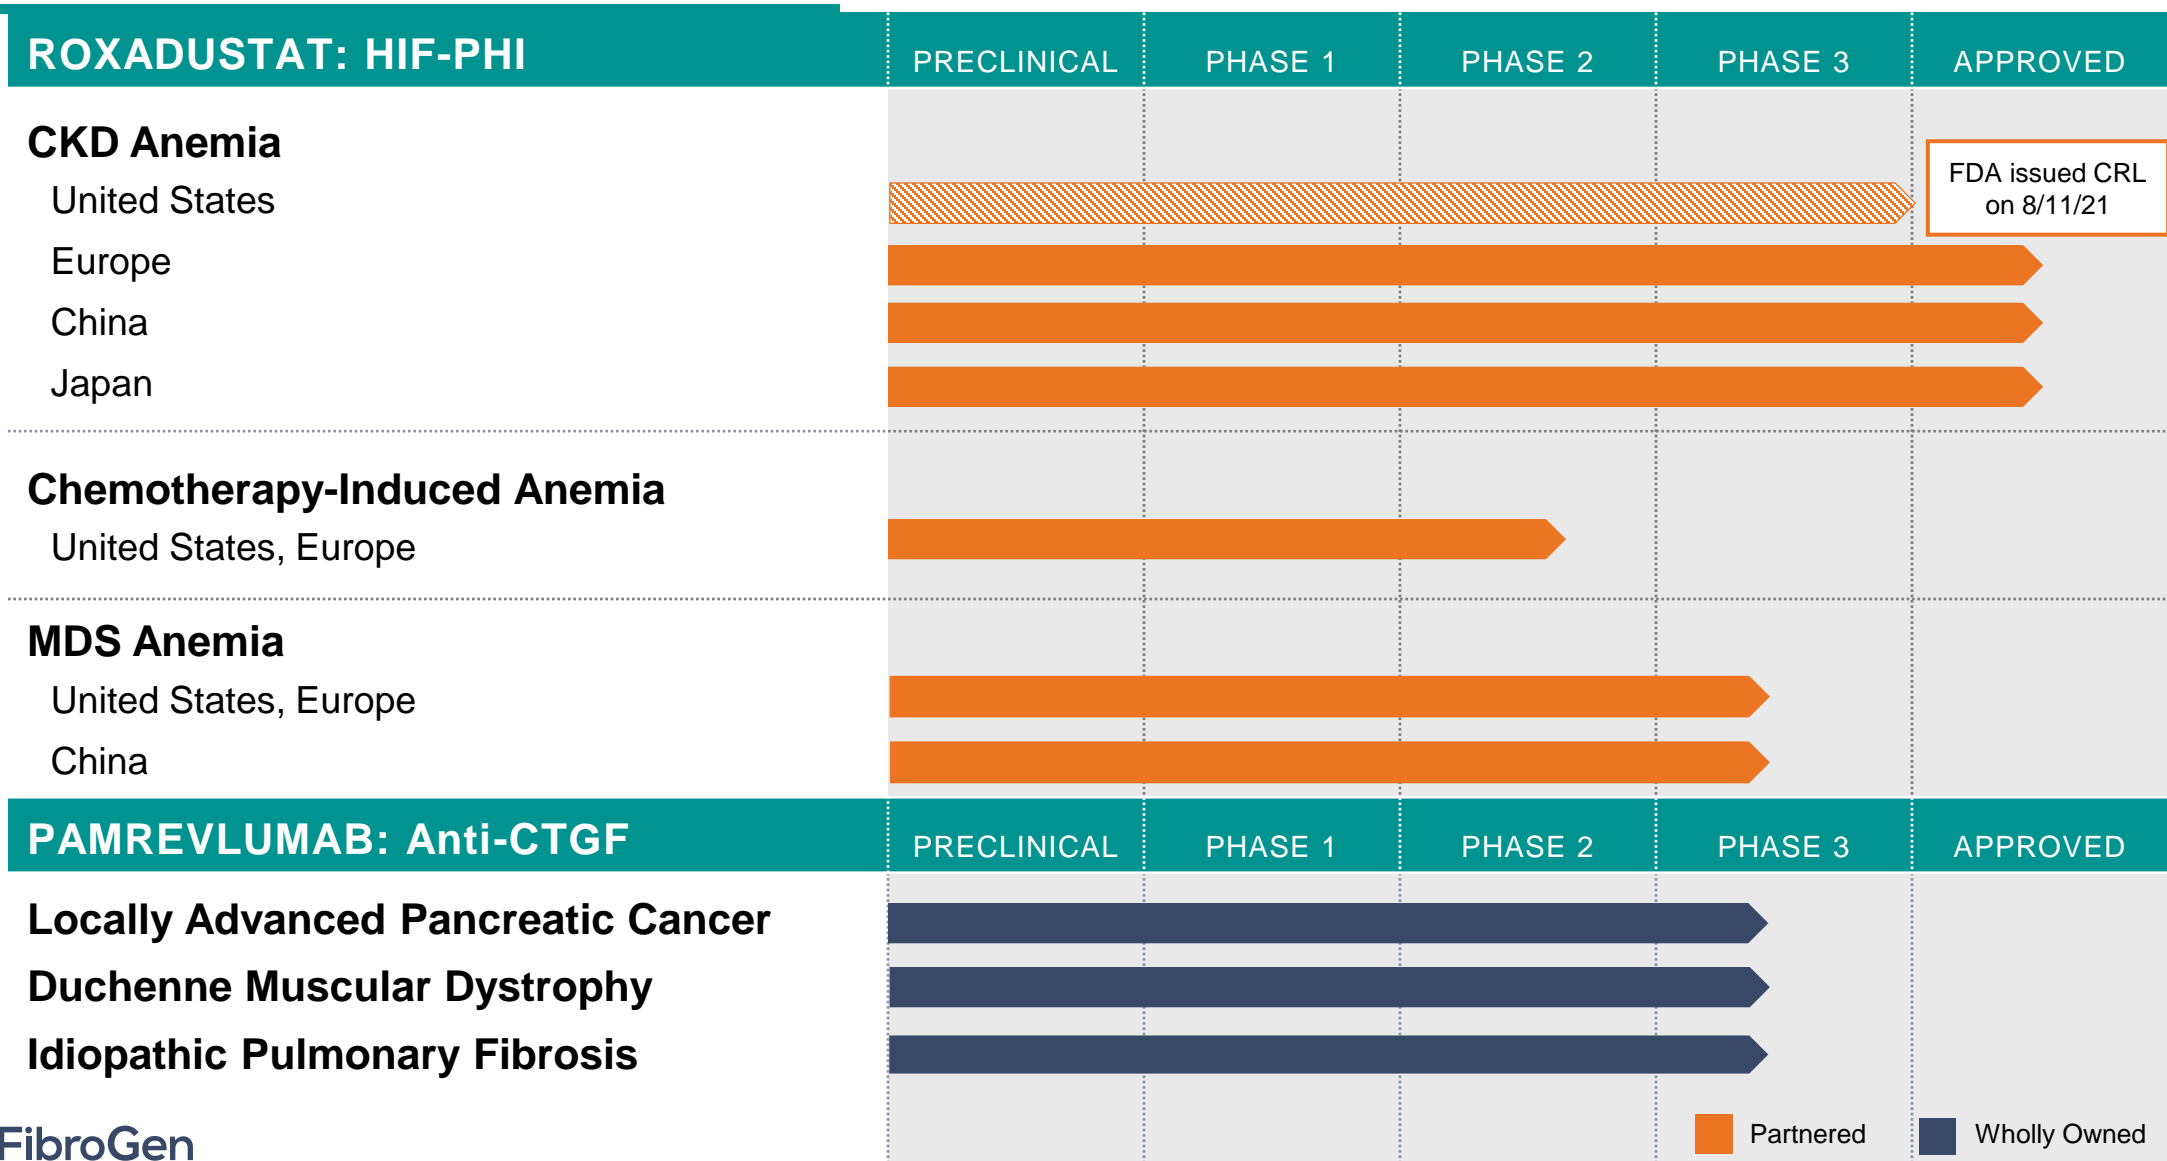 ROXADUSTAT: HIF-PHI PRECLINICAL PHASE 1 PHASE 2 PHASE 3 APPROVED
CKD Anemia
United States
FDA issued CRL
on 8/11/21
Europe
China
Japan
Chemotherapy-Induced Anemia
United States, Europe
MDS Anemia
United States, Europe
China
PAMREVLUMAB: Anti-CTGF PRECLINICAL PHASE 1 PHASE 2 PHASE 3 APPROVED
Locally Advanced Pancreatic Cancer
Duchenne Muscular Dystrophy
Idiopathic Pulmonary Fibrosis
FibroGen Partnered Wholly Owned